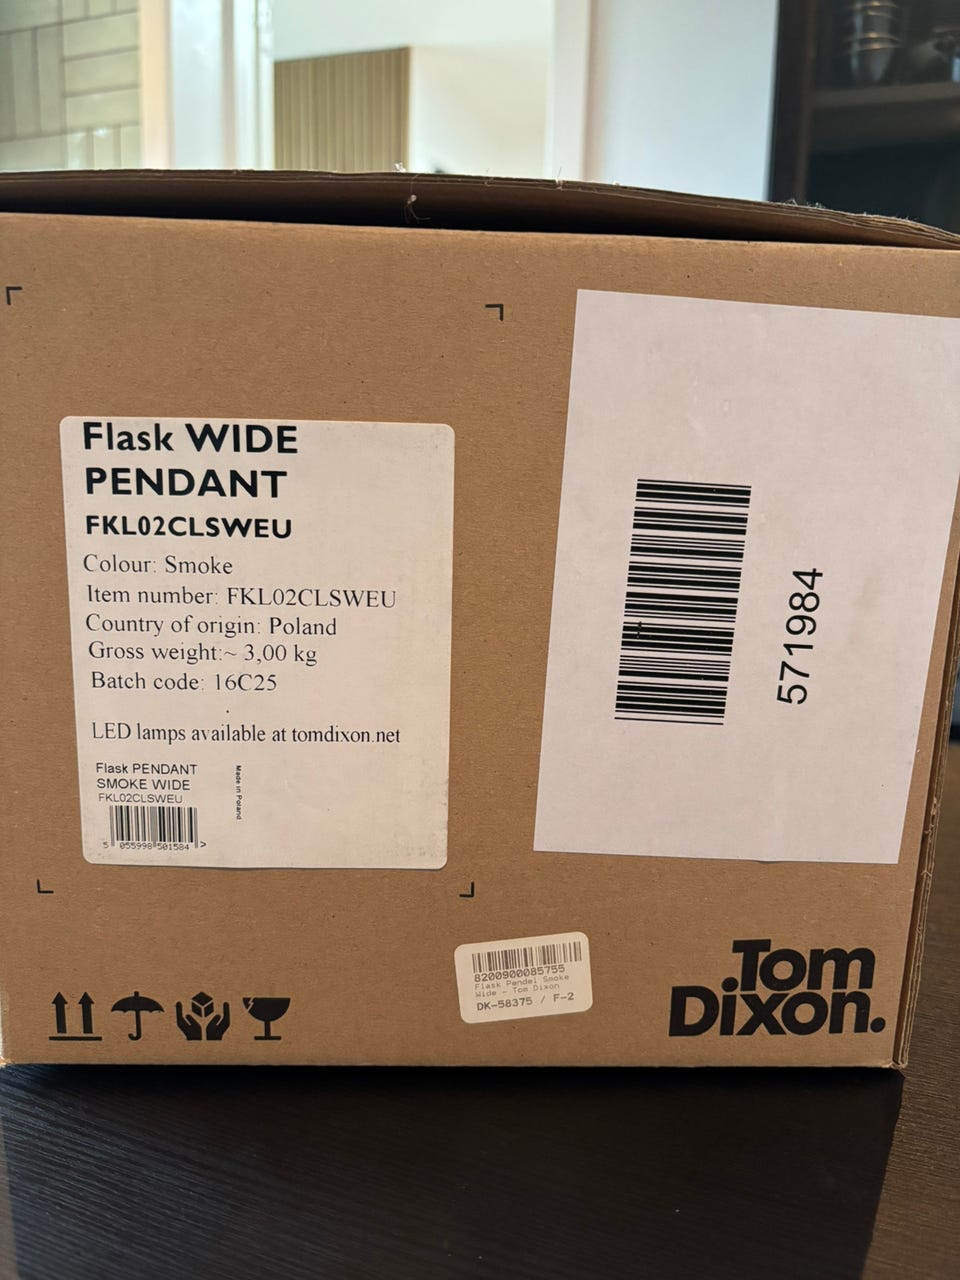 Flask WIDE
PENDANT
FKL02CLSWEU
Colour: Smoke
Item number: FKL02CLSWEU
Country of origin: Poland
Gross weight:~ 3,00 kg
Batch code: 16C25
LED lamps available at tomdixon.net
Flask PENDANT
SMOKE WIDE
FKL02CLSWEU
Made in Poland
5 055998 501584 >
571984
8200900085755
Flask Pendel Smoke
Wide - Tom Dixon
DK-58375 / F-2
Tom
Dixon.